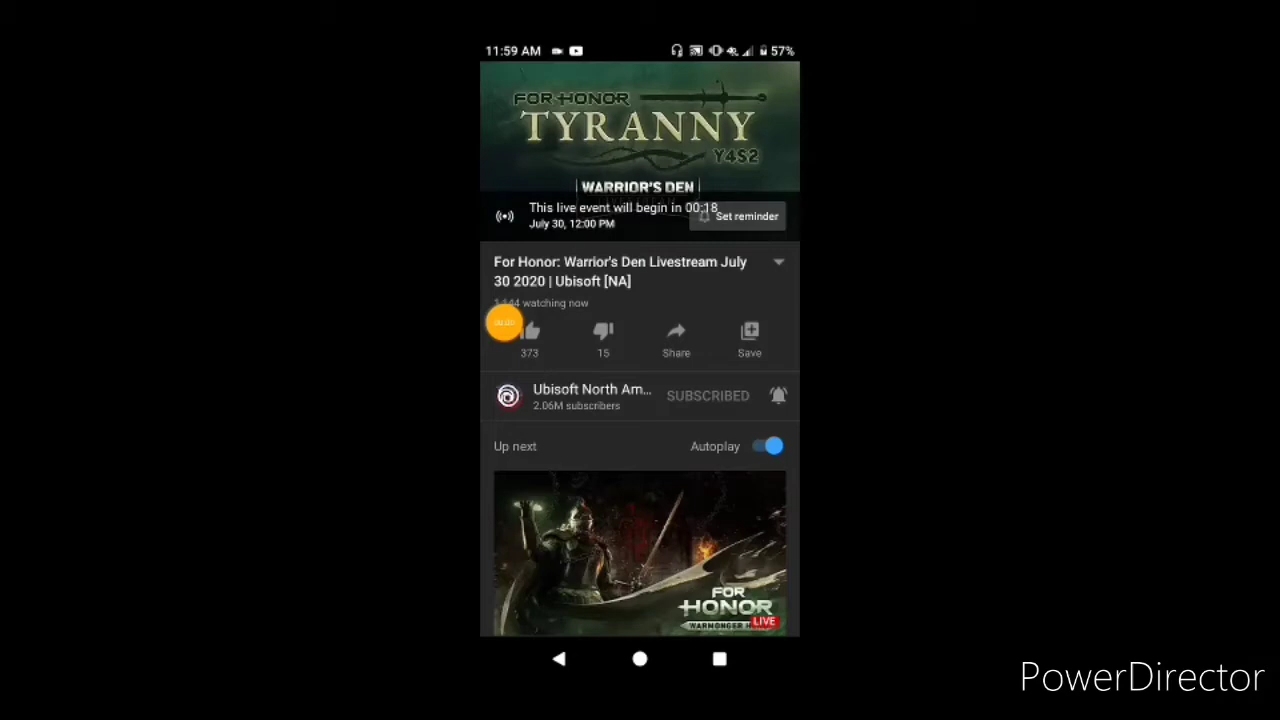 11:59 AM
57%
FOR HONOR
TYRANNY
Y4S2
WARRIOR'S DEN
This live event will begin in 00:18
July 30, 12:00 PM
Set reminder
For Honor: Warrior's Den Livestream July
30 2020 | Ubisoft [NA]
watching now
373
15
Share
Save
Ubisoft North Am...
2.06M subscribers
SUBSCRIBED
Up next
Autoplay
FOR
HONOR
WARMONGER
LIVE
PowerDirector